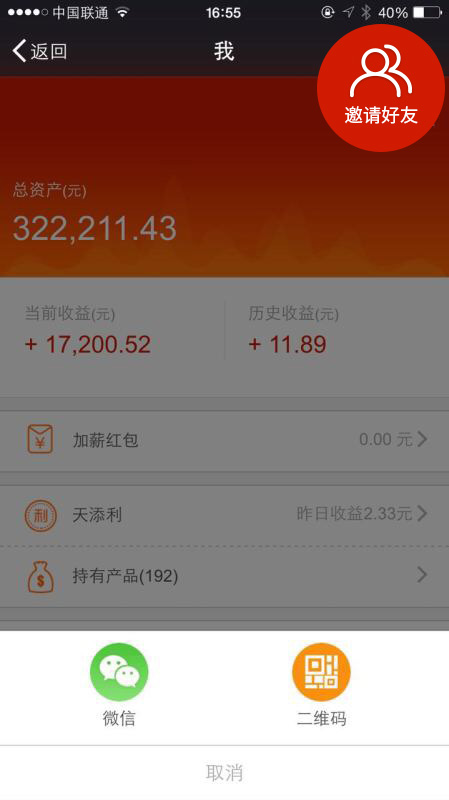 中国联通 16:55 40%
返回 我
邀请好友
总资产(元)
322,211.43
当前收益(元) 历史收益(元)
+ 17,200.52 + 11.89
加薪红包 0.00 元
天添利 昨日收益2.33元
持有产品(192)
微信 二维码
取消